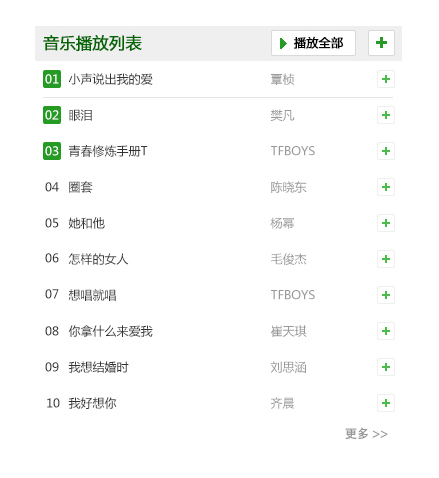 音乐播放列表 播放全部
01 小声说出我的爱 覃桢
02 眼泪 樊凡
03 青春修炼手册T TFBOYS
04 圈套 陈晓东
05 她和他 杨幂
06 怎样的女人 毛俊杰
07 想唱就唱 TFBOYS
08 你拿什么来爱我 崔天琪
09 我想结婚时 刘思涵
10 我好想你 齐晨
更多 >>